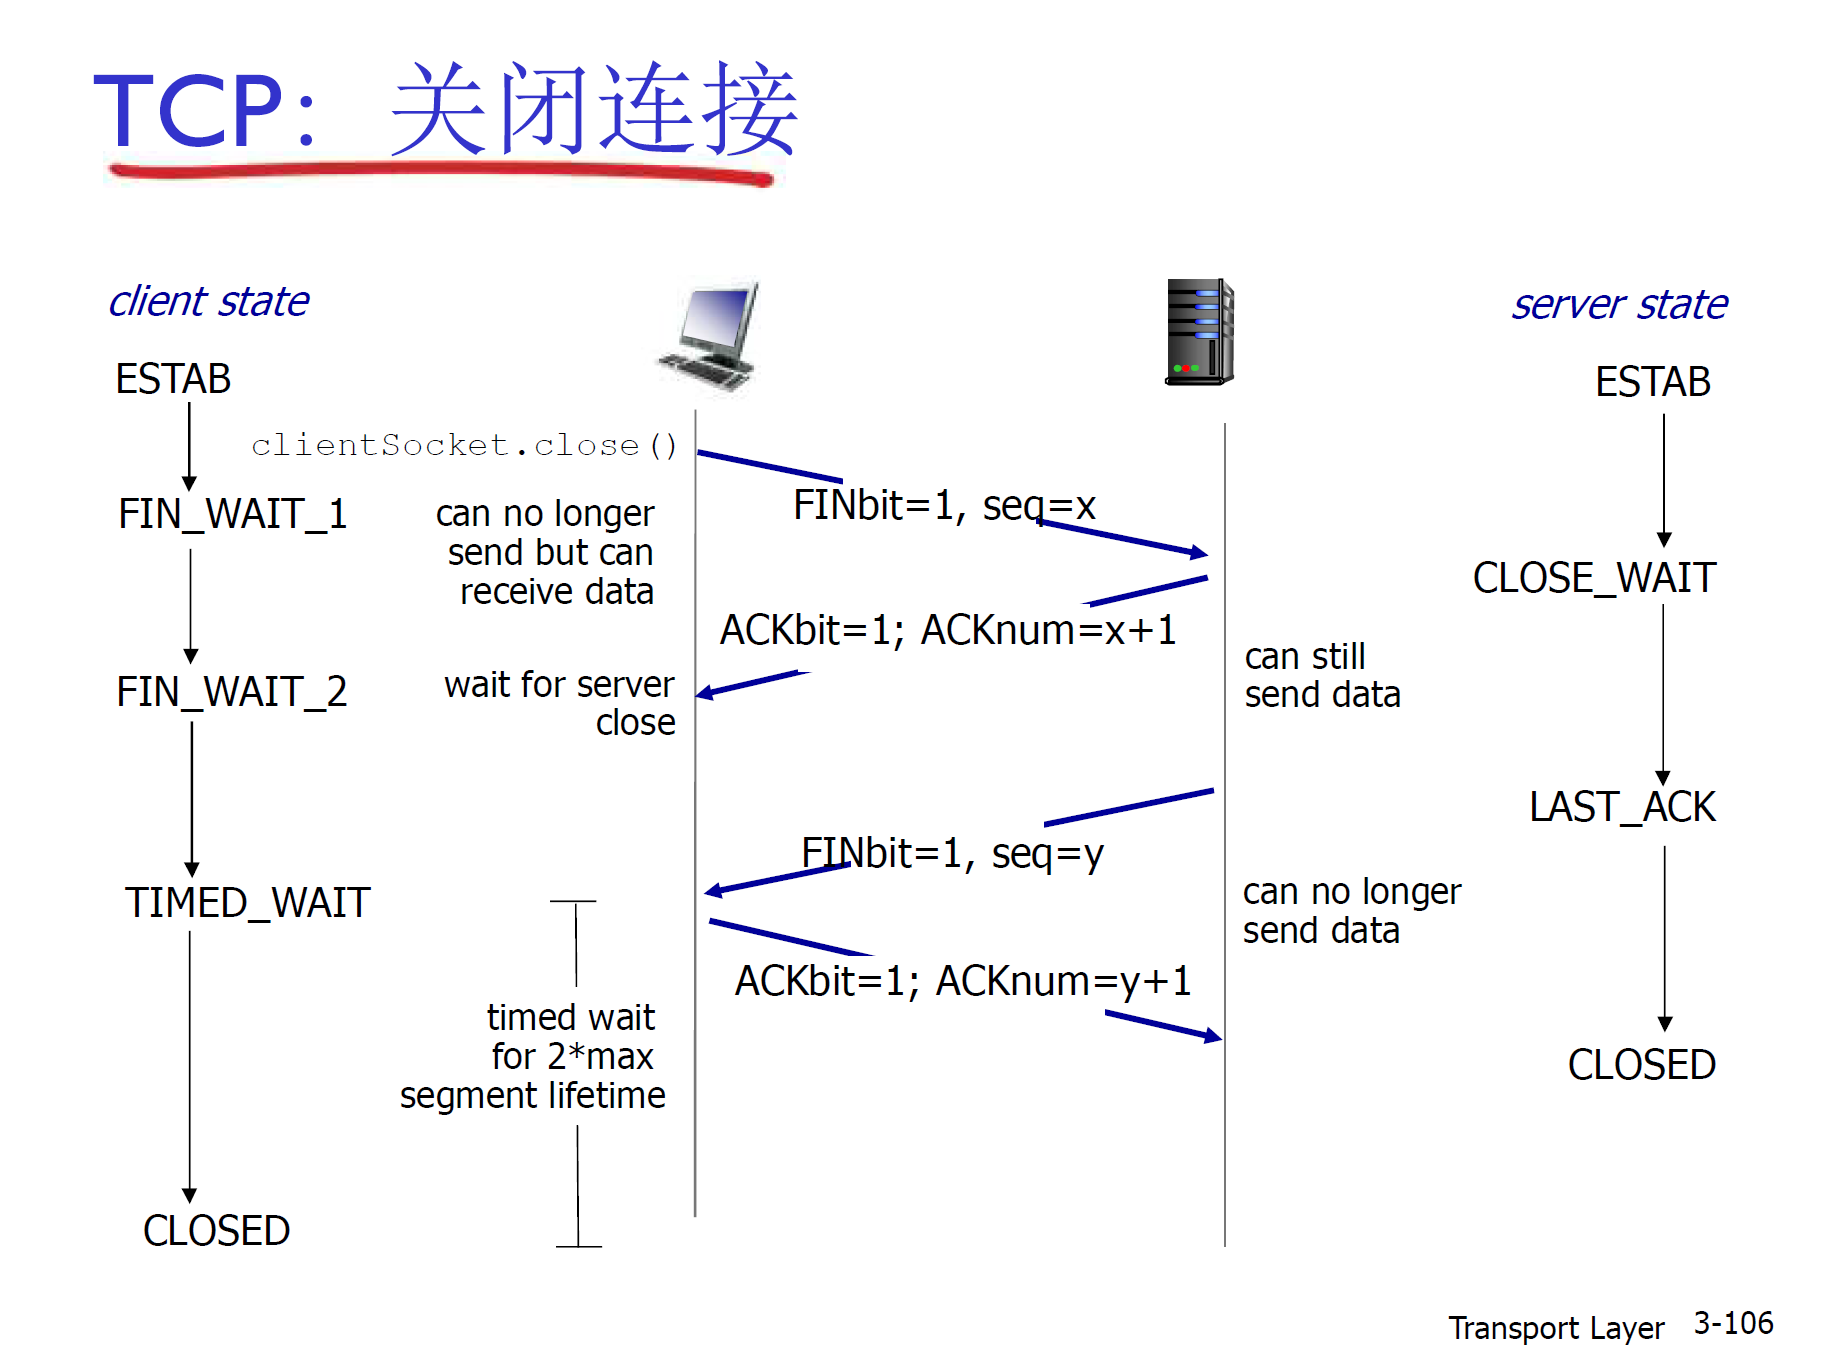 TCP：关闭连接
client state
server state
ESTAB
ESTAB
clientSocket.close()
FINbit=1, seq=x
FIN_WAIT_1
can no longer
send but can
receive data
CLOSE_WAIT
ACKbit=1; ACKnum=x+1
can still
send data
FIN_WAIT_2
wait for server
close
LAST_ACK
FINbit=1, seq=y
can no longer
send data
TIMED_WAIT
ACKbit=1; ACKnum=y+1
timed wait
for 2*max
segment lifetime
CLOSED
CLOSED
Transport Layer 3-106